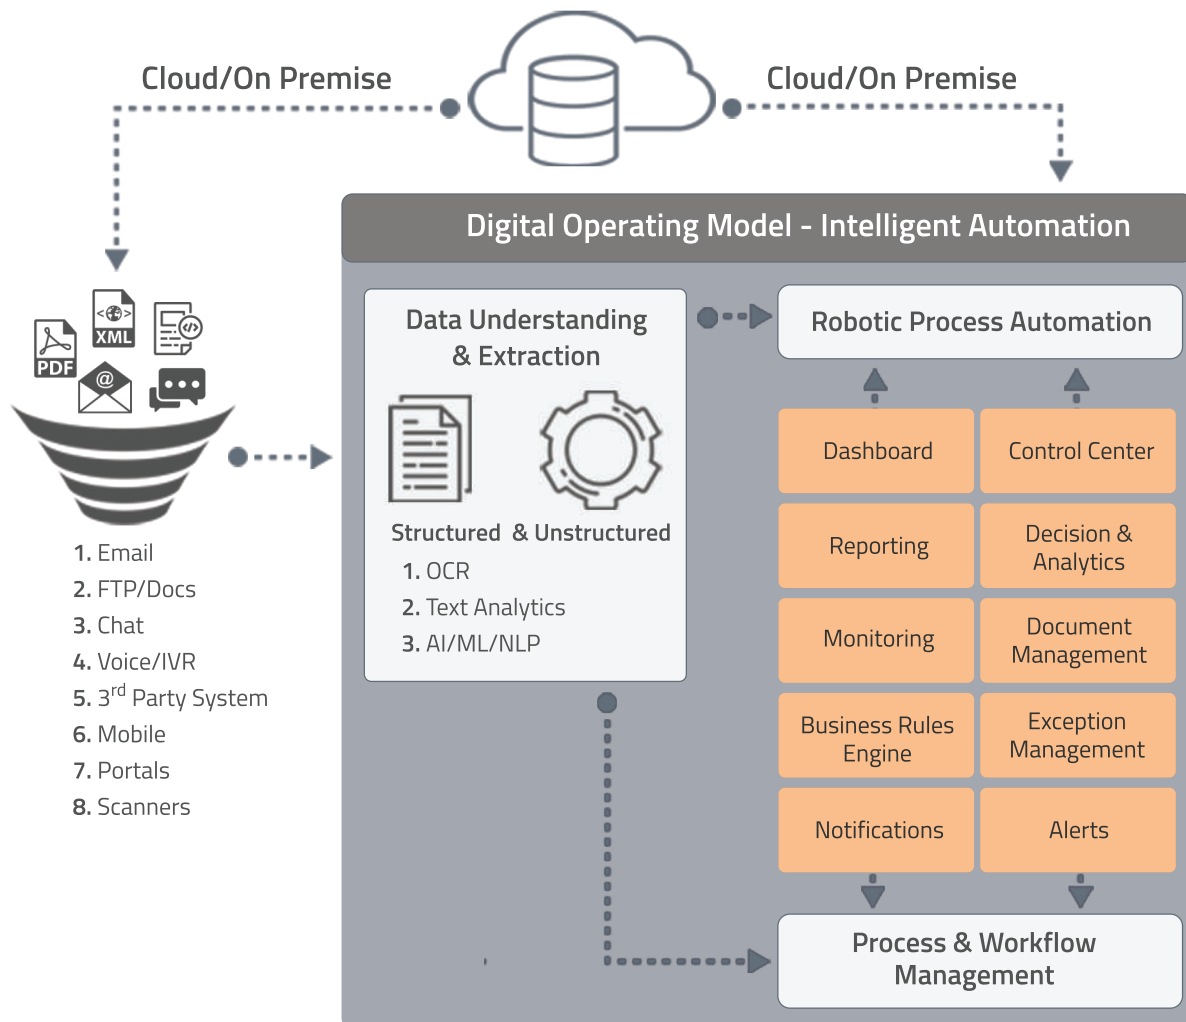 Cloud/On Premise
Cloud/On Premise
Digital Operating Model - Intelligent Automation
XML
PDF
@
1. Email
2. FTP/Docs
3. Chat
4. Voice/IVR
5. 3rd Party System
6. Mobile
7. Portals
8. Scanners
Data Understanding
& Extraction
Structured & Unstructured
1. OCR
2. Text Analytics
3. AI/ML/NLP
Robotic Process Automation
Dashboard
Control Center
Reporting
Decision &
Analytics
Monitoring
Document
Management
Business Rules
Engine
Exception
Management
Notifications
Alerts
Process & Workflow
Management